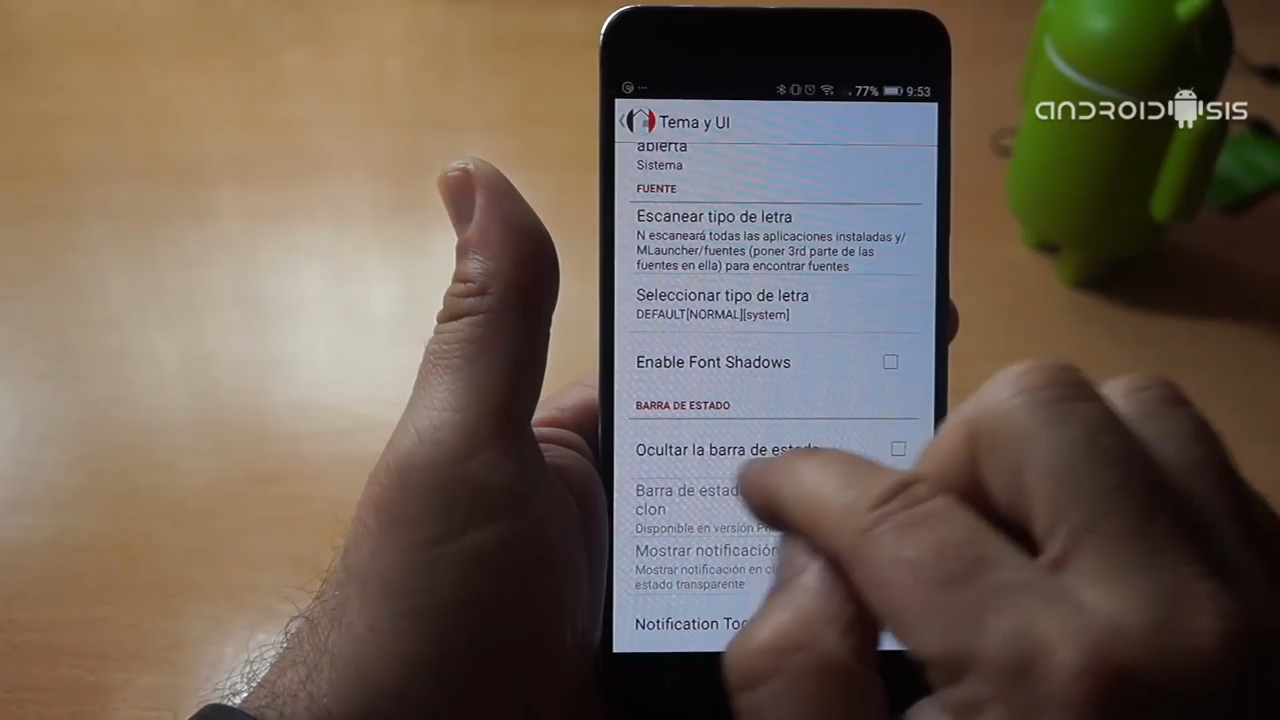 77% 9:53
ANDROIDSIS
Tema y UI
abierta
Sistema
FUENTE
Escanear tipo de letra
N escaneará todas las aplicaciones instaladas y/
MLauncher/fuentes (poner 3rd parte de las
fuentes en ella) para encontrar fuentes
Seleccionar tipo de letra
DEFAULT[NORMAL][system]
Enable Font Shadows
BARRA DE ESTADO
Ocultar la barra de estado
Barra de estad
clon
Disponible en versión
Mostrar notificación
Mostrar notificación en
estado transparente
Notification